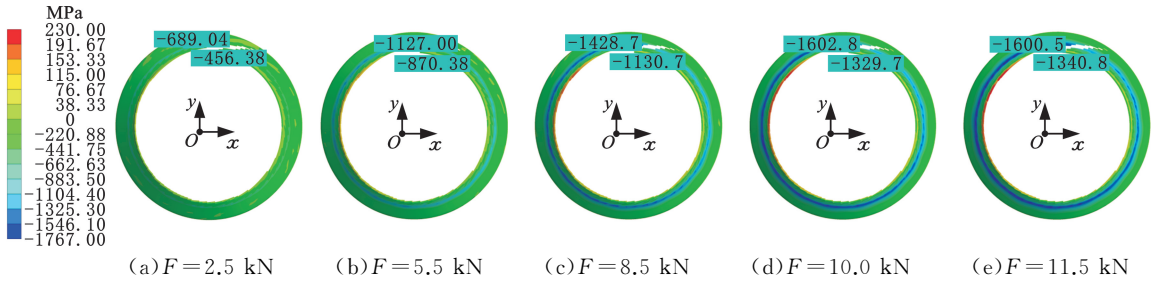 MPa
230.00
191.67
153.33
115.00
76.67
38.33
0
-220.88
-441.75
-662.63
-883.50
-1104.40
-1325.30
-1546.10
-1767.00
-689.04
-456.38
y
O
x
(a)F=2.5 kN
-1127.00
-870.38
y
O
x
(b)F=5.5 kN
-1428.7
-1130.7
y
O
x
(c)F=8.5 kN
-1602.8
-1329.7
y
O
x
(d)F=10.0 kN
-1600.5
-1340.8
y
O
x
(e)F=11.5 kN